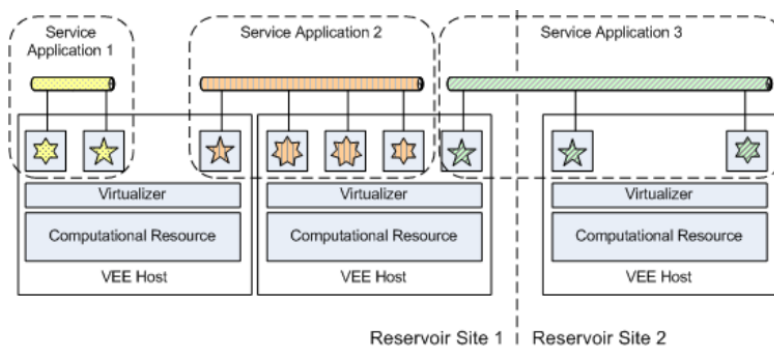 Service
Application 1
Service Application 2
Service Application 3
Virtualizer
Virtualizer
Virtualizer
Computational Resource
Computational Resource
Computational Resource
VEE Host
VEE Host
VEE Host
Reservoir Site 1
Reservoir Site 2